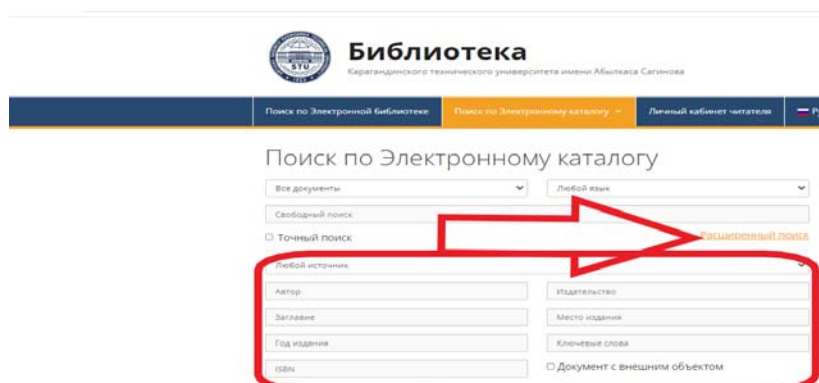 STU
Библиотека
Карагандинского технического университета имени Абылкаса Сагинова
Поиск по Электронной библиотеке Поиск по Электронному каталогу Личный кабинет читателя
Поиск по Электронному каталогу
Все документы Любой язык
Свободный поиск
Точный поиск Расширенный поиск
Любой источник
Автор Издательство
Заглавие Место издания
Год издания Ключевые слова
ISBN Документ с внешним объектом